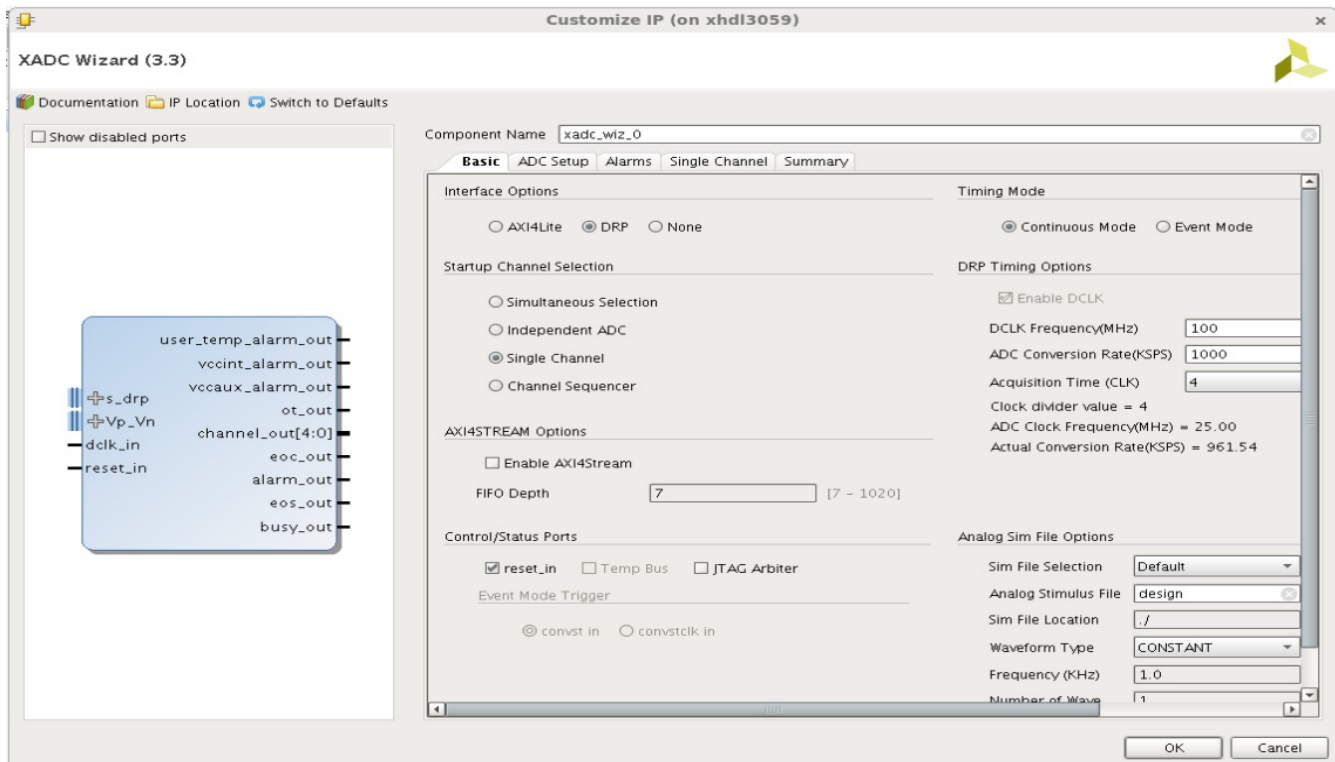 Customize IP (on xhdl3059)
XADC Wizard (3.3)
Documentation IP Location Switch to Defaults
Show disabled ports
s_drp
Vp_Vn
dclk_in
reset_in
user_temp_alarm_out
vccint_alarm_out
vccaux_alarm_out
ot_out
channel_out[4:0]
eoc_out
alarm_out
eos_out
busy_out
Component Name xadc_wiz_0
Basic ADC Setup Alarms Single Channel Summary
Interface Options
AXI4Lite DRP None
Startup Channel Selection
Simultaneous Selection
Independent ADC
Single Channel
Channel Sequencer
AXI4STREAM Options
Enable AXI4Stream
FIFO Depth 7 [7 - 1020]
Control/Status Ports
reset_in Temp Bus JTAG Arbiter
Event Mode Trigger
convst in convstclk in
Timing Mode
Continuous Mode Event Mode
DRP Timing Options
Enable DCLK
DCLK Frequency(MHz) 100
ADC Conversion Rate(KSPS) 1000
Acquisition Time (CLK) 4
Clock divider value = 4
ADC Clock Frequency(MHz) = 25.00
Actual Conversion Rate(KSPS) = 961.54
Analog Sim File Options
Sim File Selection Default
Analog Stimulus File design
Sim File Location ./
Waveform Type CONSTANT
Frequency (KHz) 1.0
Number of Wave 1
OK Cancel